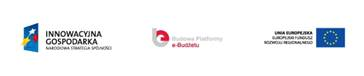 INNOWACYJNA
GOSPODARKA
NARODOWA STRATEGIA SPÓJNOŚCI
Budowa Platformy
e-Budżetu
UNIA EUROPEJSKA
EUROPEJSKI FUNDUSZ
ROZWOJU REGIONALNEGO